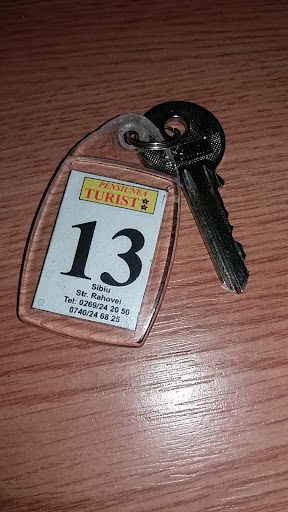 PENSIUNEA
TURIST
13
Sibiu
Str. Rahovei
Tel: 0269/24 20 50
0740/24 68 25